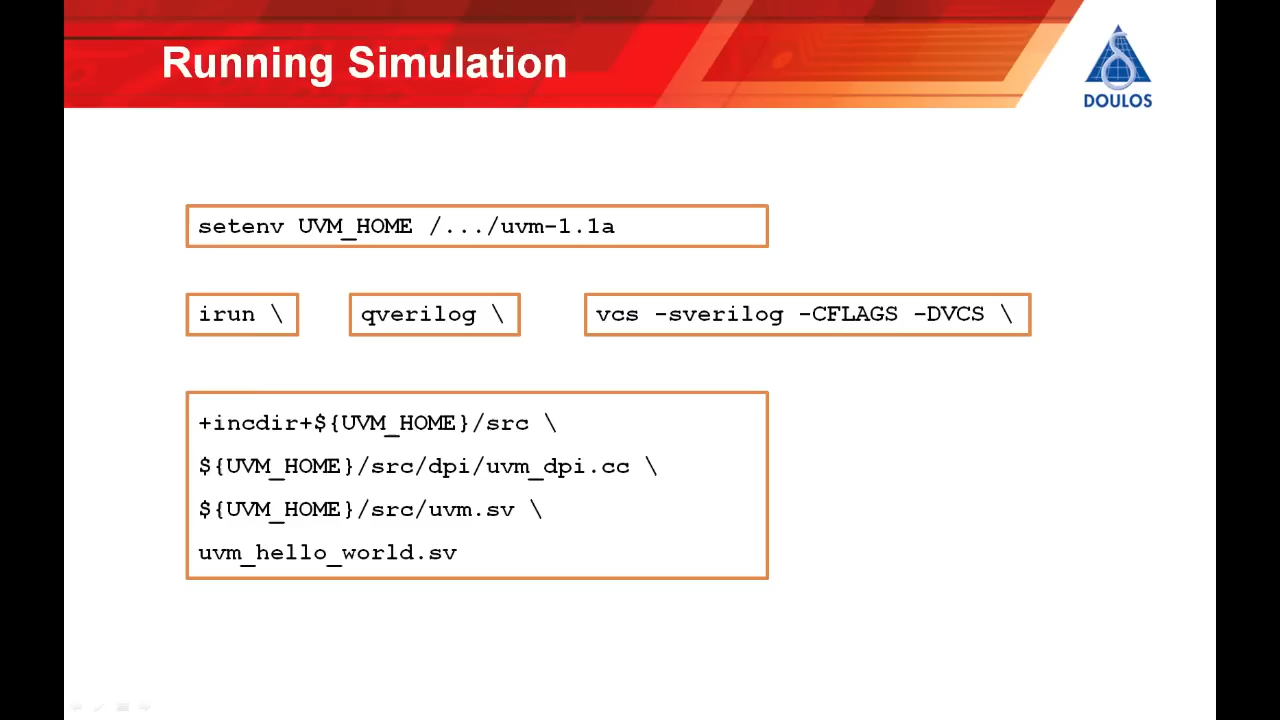 Running Simulation
DOULOS
setenv UVM_HOME /.../uvm-1.1a
irun \
qverilog \
vcs -sverilog -CFLAGS -DVCS \
+incdir+${UVM_HOME}/src \
${UVM_HOME}/src/dpi/uvm_dpi.cc \
${UVM_HOME}/src/uvm.sv \
uvm_hello_world.sv